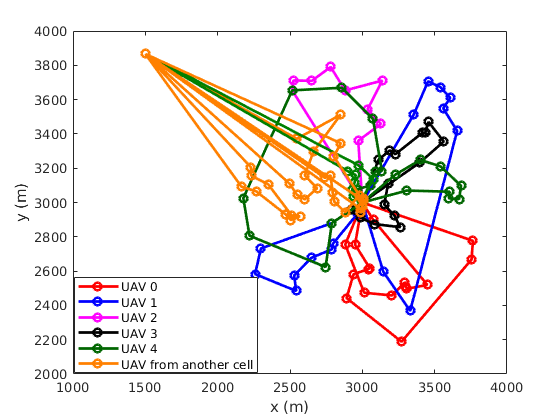 4000
3800
3600
3400
3200
3000
2800
2600
2400
2200
2000
y (m)
UAV 0
UAV 1
UAV 2
UAV 3
UAV 4
UAV from another cell
1000 1500 2000 2500 3000 3500 4000
x (m)